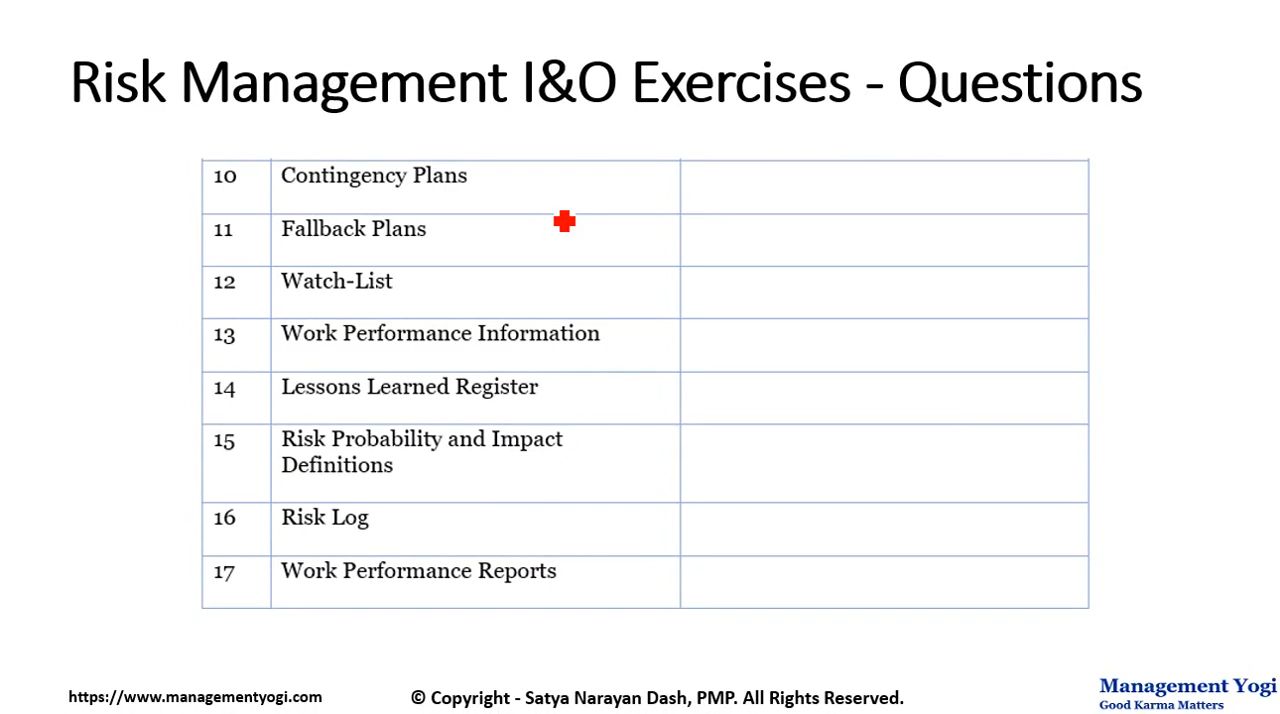 Risk Management I&O Exercises - Questions
10 Contingency Plans
11 Fallback Plans
12 Watch-List
13 Work Performance Information
14 Lessons Learned Register
15 Risk Probability and Impact
Definitions
16 Risk Log
17 Work Performance Reports
https://www.managementyogi.com © Copyright - Satya Narayan Dash, PMP. All Rights Reserved. Management Yogi
Good Karma Matters